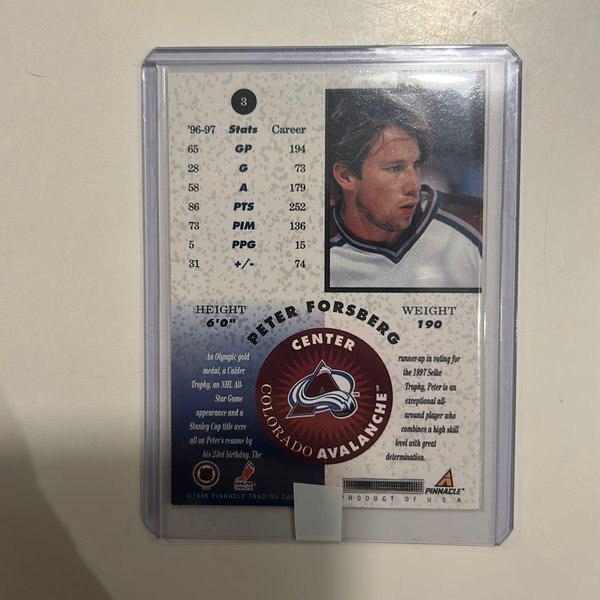 3
'96-97 Stats Career
65 GP 194
28 G 73
58 A 179
86 PTS 252
73 PIM 136
5 PPG 15
31 +/- 74
HEIGHT
6'0"
PETER FORSBERG
WEIGHT
190
CENTER
COLORADO AVALANCHE
An Olympic gold
medal, a Calder
Trophy, an NHL All-
Star Game
appearance and a
Stanley Cup title were
all on Peter's resume by
his 23rd birthday. The
runner-up in voting for
the 1997 Selke
Trophy, Peter is an
exceptional all-
around player who
combines a high skill
level with great
determination.
PINNACLE
©1998 PINNACLE TRADING CAR
PRODUCT OF U.S.A.